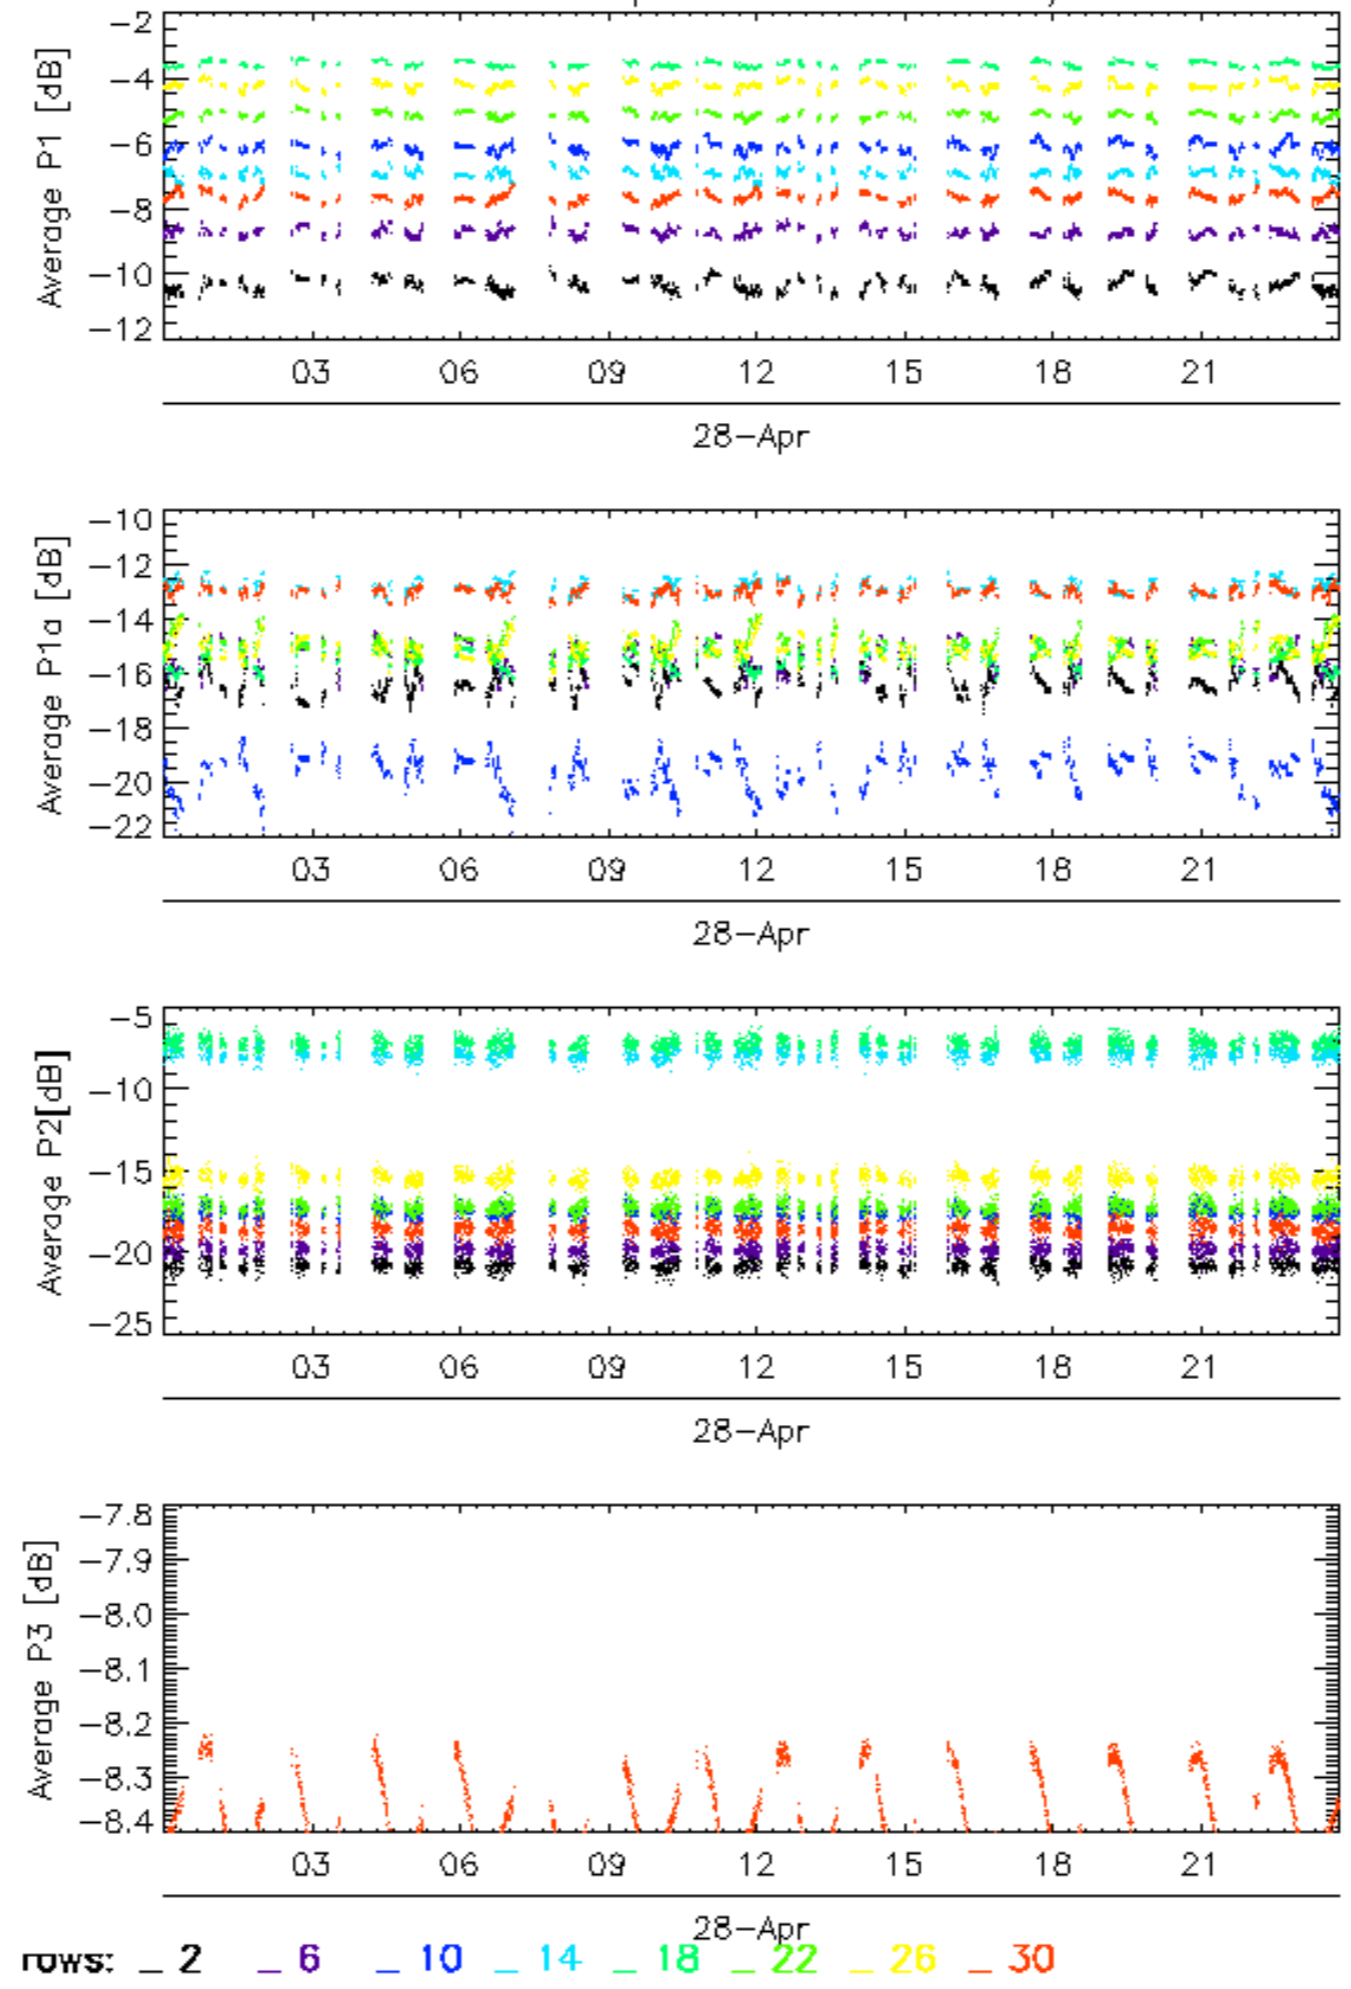 Average P1 [dB]
-2
-4
-6
-8
-10
-12
03 06 09 12 15 18 21
28-Apr
Average P1a [dB]
-10
-12
-14
-16
-18
-20
-22
03 06 09 12 15 18 21
28-Apr
Average P2[dB]
-5
-10
-15
-20
-25
03 06 09 12 15 18 21
28-Apr
Average P3 [dB]
-7.8
-7.9
-8.0
-8.1
-8.2
-8.3
-8.4
03 06 09 12 15 18 21
28-Apr
rows: _ 2 _ 6 _ 10 _ 14 _ 18 _ 22 _ 26 _ 30